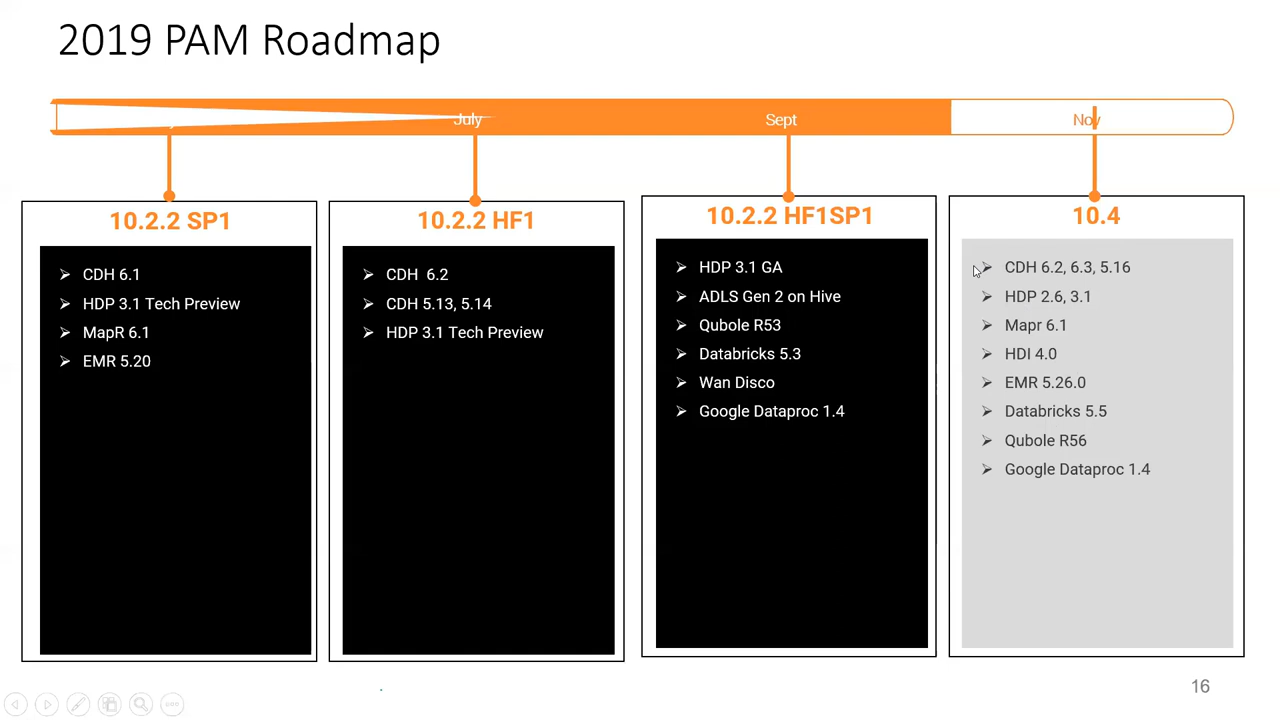 2019 PAM Roadmap
July
Sept
Nov
10.2.2 SP1
CDH 6.1
HDP 3.1 Tech Preview
MapR 6.1
EMR 5.20
10.2.2 HF1
CDH  6.2
CDH 5.13, 5.14
HDP 3.1 Tech Preview
10.2.2 HF1SP1
HDP 3.1 GA
ADLS Gen 2 on Hive
Qubole R53
Databricks 5.3
Wan Disco
Google Dataproc 1.4
10.4
CDH 6.2, 6.3, 5.16
HDP 2.6, 3.1
Mapr 6.1
HDI 4.0
EMR 5.26.0
Databricks 5.5
Qubole R56
Google Dataproc 1.4
16